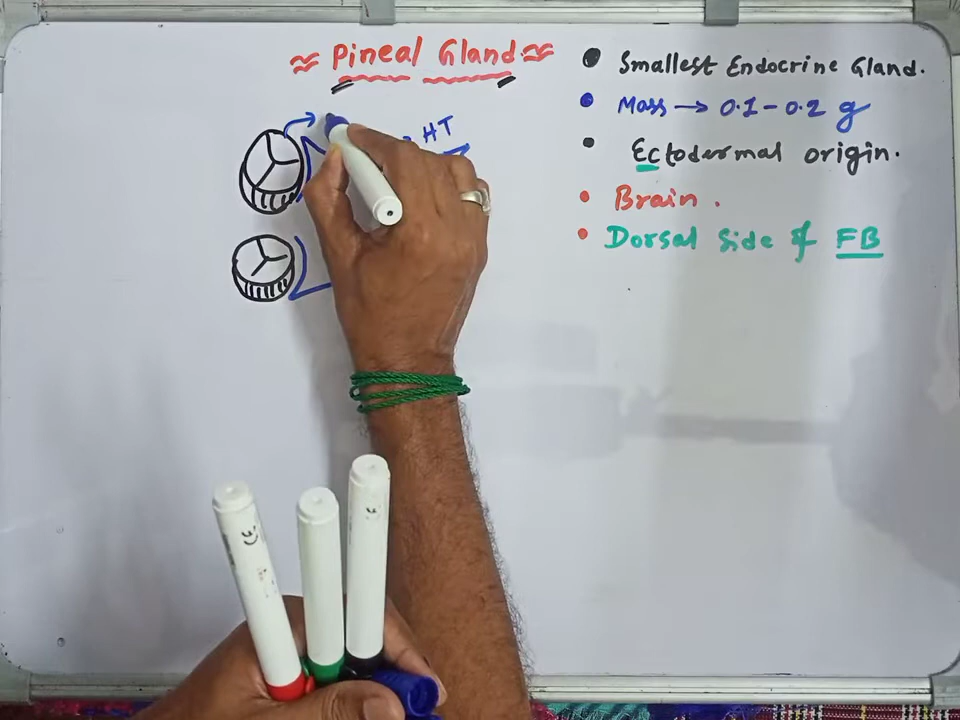 ≈ Pineal Gland ≈
HT
• Smallest Endocrine Gland.
• Mass → 0.1 - 0.2 g
• Ectodermal origin.
• Brain.
• Dorsal side of FB